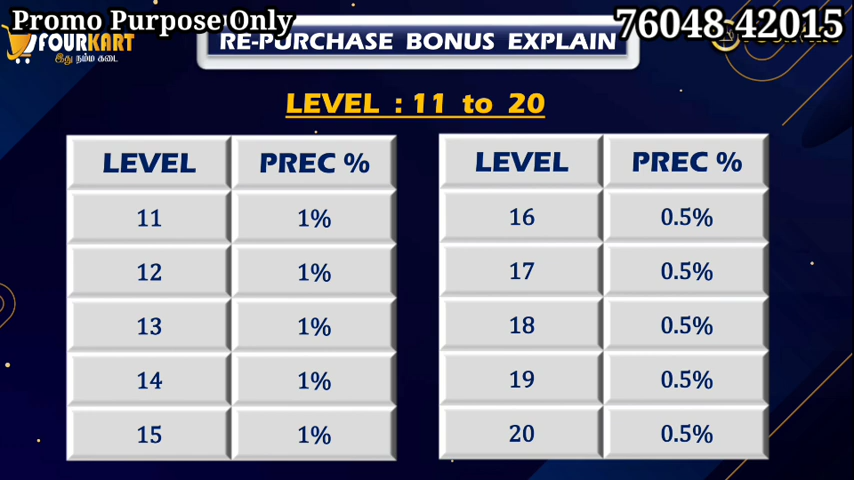 Promo Purpose Only
76048 42015
FOURKART
இது நம்ம கடை
RE-PURCHASE BONUS EXPLAIN
LEVEL : 11 to 20
LEVEL PREC %
11 1%
12 1%
13 1%
14 1%
15 1%
LEVEL PREC %
16 0.5%
17 0.5%
18 0.5%
19 0.5%
20 0.5%